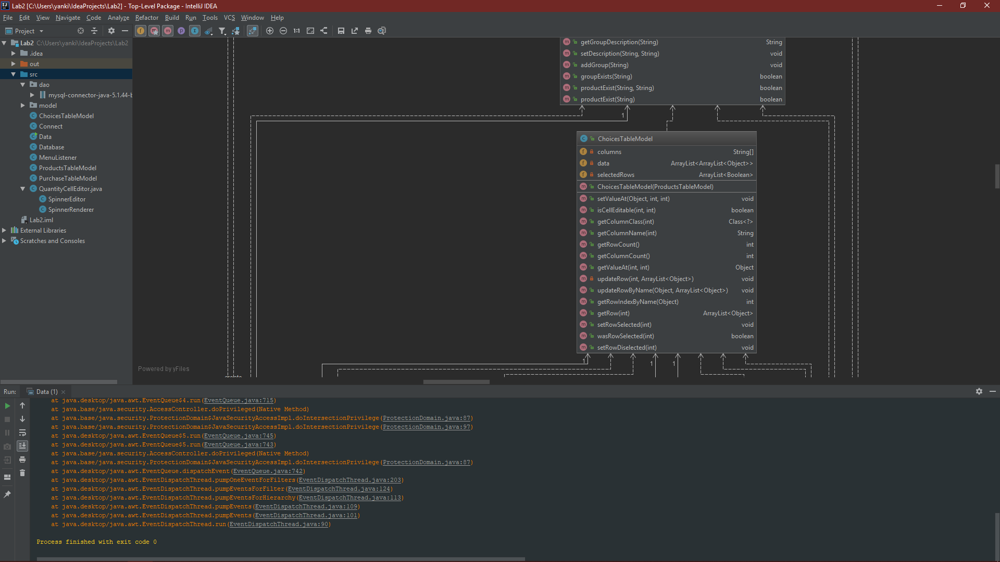 Lab2 [C:\Users\yanki\IdeaProjects\Lab2] - Top-Level Package - IntelliJ IDEA
File Edit View Navigate Code Analyze Refactor Build Run Tools VCS Window Help
Project
1:1
Lab2 C:\Users\yanki\IdeaProjects\Lab2
.idea
out
src
dao
mysql-connector-java-5.1.44-b
model
ChoicesTableModel
Connect
Data
Database
MenuListener
ProductsTableModel
PurchaseTableModel
QuantityCellEditor.java
SpinnerEditor
SpinnerRenderer
Lab2.iml
External Libraries
Scratches and Consoles
getGroupDescription(String) String
setDescription(String, String) void
addGroup(String) void
groupExists(String) boolean
productExist(String, String) boolean
productExist(String) boolean
1
ChoicesTableModel
columns String[]
data ArrayList<ArrayList<Object>>
selectedRows ArrayList<Boolean>
ChoicesTableModel(ProductsTableModel)
setValueAt(Object, int, int) void
isCellEditable(int, int) boolean
getColumnClass(int) Class<?>
getColumnName(int) String
getRowCount() int
getColumnCount() int
getValueAt(int, int) Object
updateRow(int, ArrayList<Object>) void
updateRowByName(Object, ArrayList<Object>) void
getRowIndexByName(Object) int
getRow(int) ArrayList<Object>
setRowSelected(int) void
wasRowSelected(int) boolean
setRowDiselected(int) void
1 1 1
Powered by yFiles
Run: Data (1)
at java.desktop/java.awt.EventQueue$4.run(EventQueue.java:715)
at java.base/java.security.AccessController.doPrivileged(Native Method)
at java.base/java.security.ProtectionDomain$JavaSecurityAccessImpl.doIntersectionPrivilege(ProtectionDomain.java:87)
at java.base/java.security.ProtectionDomain$JavaSecurityAccessImpl.doIntersectionPrivilege(ProtectionDomain.java:97)
at java.desktop/java.awt.EventQueue$5.run(EventQueue.java:745)
at java.desktop/java.awt.EventQueue$5.run(EventQueue.java:743)
at java.base/java.security.AccessController.doPrivileged(Native Method)
at java.base/java.security.ProtectionDomain$JavaSecurityAccessImpl.doIntersectionPrivilege(ProtectionDomain.java:87)
at java.desktop/java.awt.EventQueue.dispatchEvent(EventQueue.java:742)
at java.desktop/java.awt.EventDispatchThread.pumpOneEventForFilters(EventDispatchThread.java:203)
at java.desktop/java.awt.EventDispatchThread.pumpEventsForFilter(EventDispatchThread.java:124)
at java.desktop/java.awt.EventDispatchThread.pumpEventsForHierarchy(EventDispatchThread.java:113)
at java.desktop/java.awt.EventDispatchThread.pumpEvents(EventDispatchThread.java:109)
at java.desktop/java.awt.EventDispatchThread.pumpEvents(EventDispatchThread.java:101)
at java.desktop/java.awt.EventDispatchThread.run(EventDispatchThread.java:90)
Process finished with exit code 0